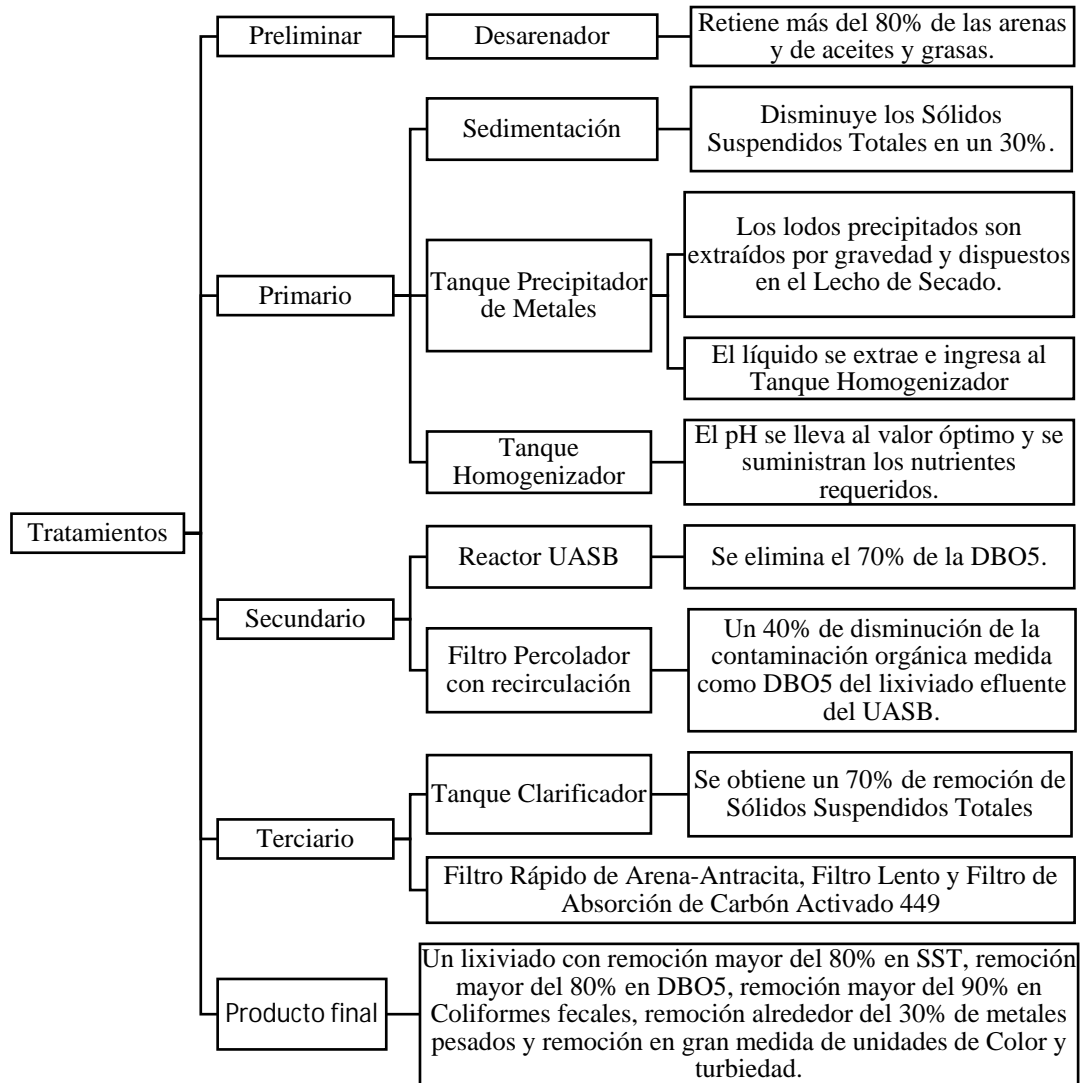 Tratamientos
Preliminar
Desarenador
Retiene más del 80% de las arenas
y de aceites y grasas.
Primario
Sedimentación
Disminuye los Sólidos
Suspendidos Totales en un 30%.
Tanque Precipitador
de Metales
Los lodos precipitados son
extraídos por gravedad y dispuestos
en el Lecho de Secado.
El líquido se extrae e ingresa al
Tanque Homogenizador
Tanque
Homogenizador
El pH se lleva al valor óptimo y se
suministran los nutrientes
requeridos.
Secundario
Reactor UASB
Se elimina el 70% de la DBO5.
Filtro Percolador
con recirculación
Un 40% de disminución de la
contaminación orgánica medida
como DBO5 del lixiviado efluente
del UASB.
Terciario
Tanque Clarificador
Se obtiene un 70% de remoción de
Sólidos Suspendidos Totales
Filtro Rápido de Arena-Antracita, Filtro Lento y Filtro de
Absorción de Carbón Activado 449
Producto final
Un lixiviado con remoción mayor del 80% en SST, remoción
mayor del 80% en DBO5, remoción mayor del 90% en
Coliformes fecales, remoción alrededor del 30% de metales
pesados y remoción en gran medida de unidades de Color y
turbiedad.